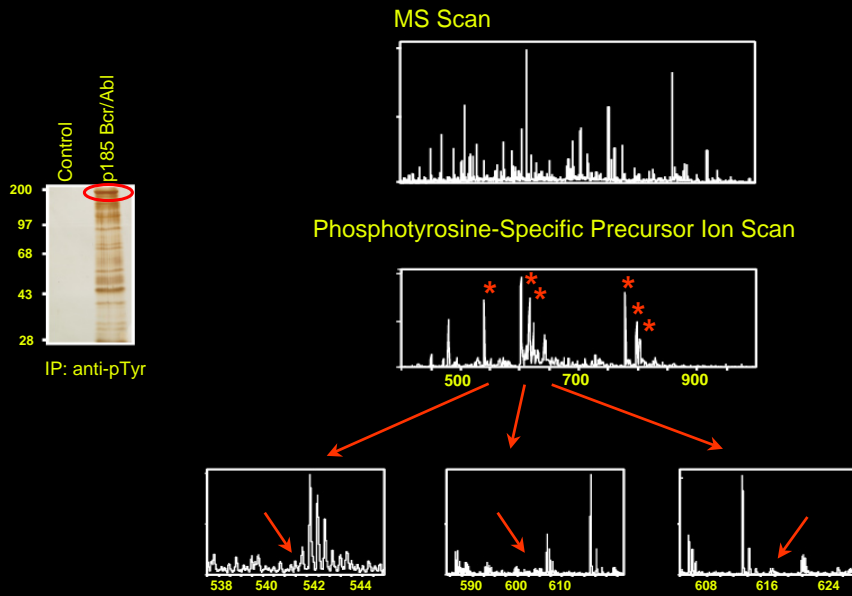 MS Scan
Control
p185 Bcr/Abl
200
97
68
43
28
IP: anti-pTyr
Phosphotyrosine-Specific Precursor Ion Scan
* * * * * *
500 700 900
538 540 542 544
590 600 610
608 616 624